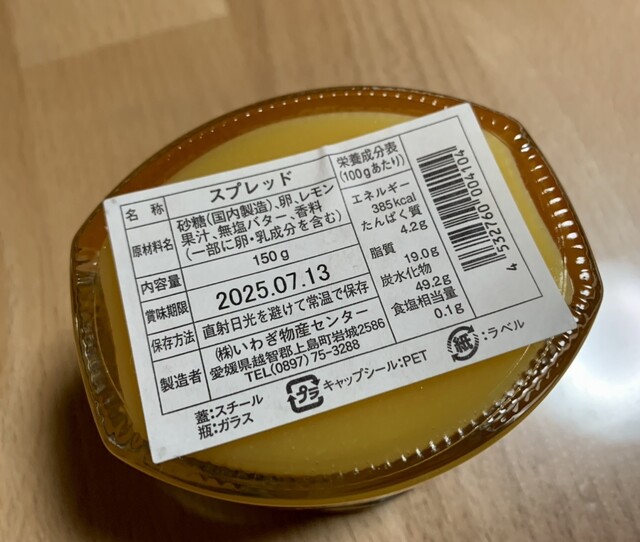 名称 スプレッド
原材料名 砂糖(国内製造)、卵、レモン
果汁、無塩バター、香料
(一部に卵・乳成分を含む)
内容量 150g
賞味期限 2025.07.13
保存方法 直射日光を避けて常温で保存
製造者 (株)いわぎ物産センター
愛媛県越智郡上島町岩城2586
TEL(0897)75-3288
栄養成分表
(100gあたり)
エネルギー
385kcal
たんぱく質
4.2g
脂質
19.0g
炭水化物
49.2g
食塩相当量
0.1g
4532760004104
蓋:スチール
瓶:ガラス
プラ キャップシール:PET
紙 :ラベル